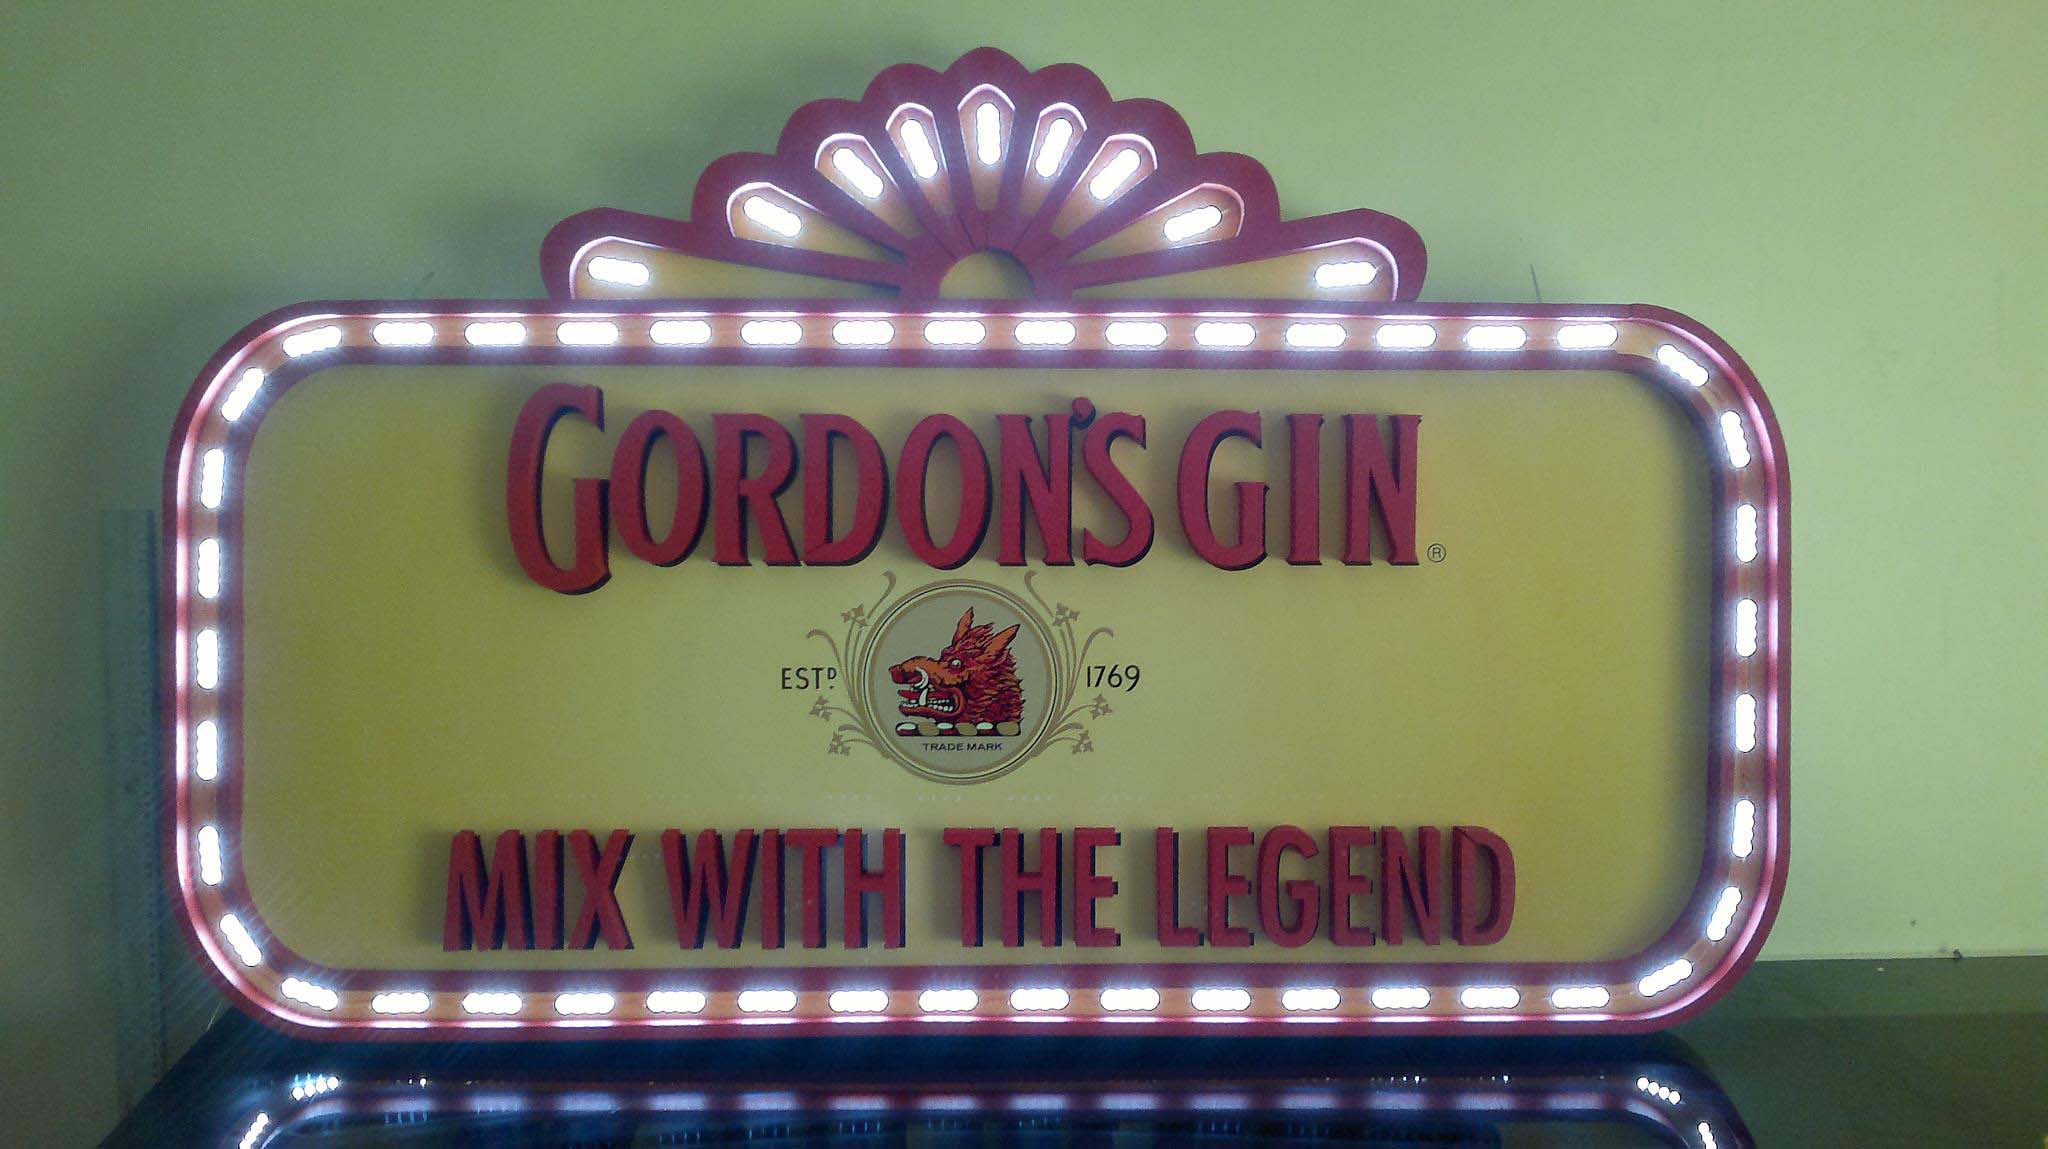 GORDON'S GIN ®
ESTD. 1769
TRADE MARK
MIX WITH THE LEGEND